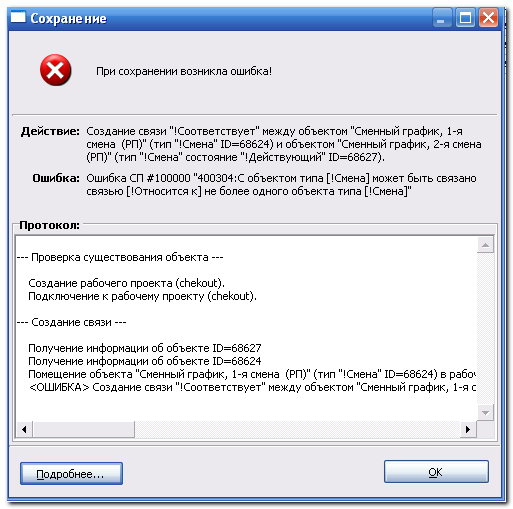 Сохранение
При сохранении возникла ошибка!
Действие: Создание связи "!Соответствует" между объектом "Сменный график, 1-я
смена (РП)" (тип "!Смена" ID=68624) и объектом "Сменный график, 2-я смена
(РП)" (тип "!Смена" состояние "!Действующий" ID=68627).
Ошибка: Ошибка СП #100000 "400304:С объектом типа [!Смена] может быть связано
связью [!Относится к] не более одного объекта типа [!Смена]"
Протокол:
--- Проверка существования объекта ---
Создание рабочего проекта (chekout).
Подключение к рабочему проекту (chekout).
--- Создание связи ---
Получение информации об объекте ID=68627
Получение информации об объекте ID=68624
Помещение объекта "Сменный график, 1-я смена (РП)" (тип "!Смена" ID=68624) в рабоч
<ОШИБКА> Создание связи "!Соответствует" между объектом "Сменный график, 1-я с
Подробнее... ОК